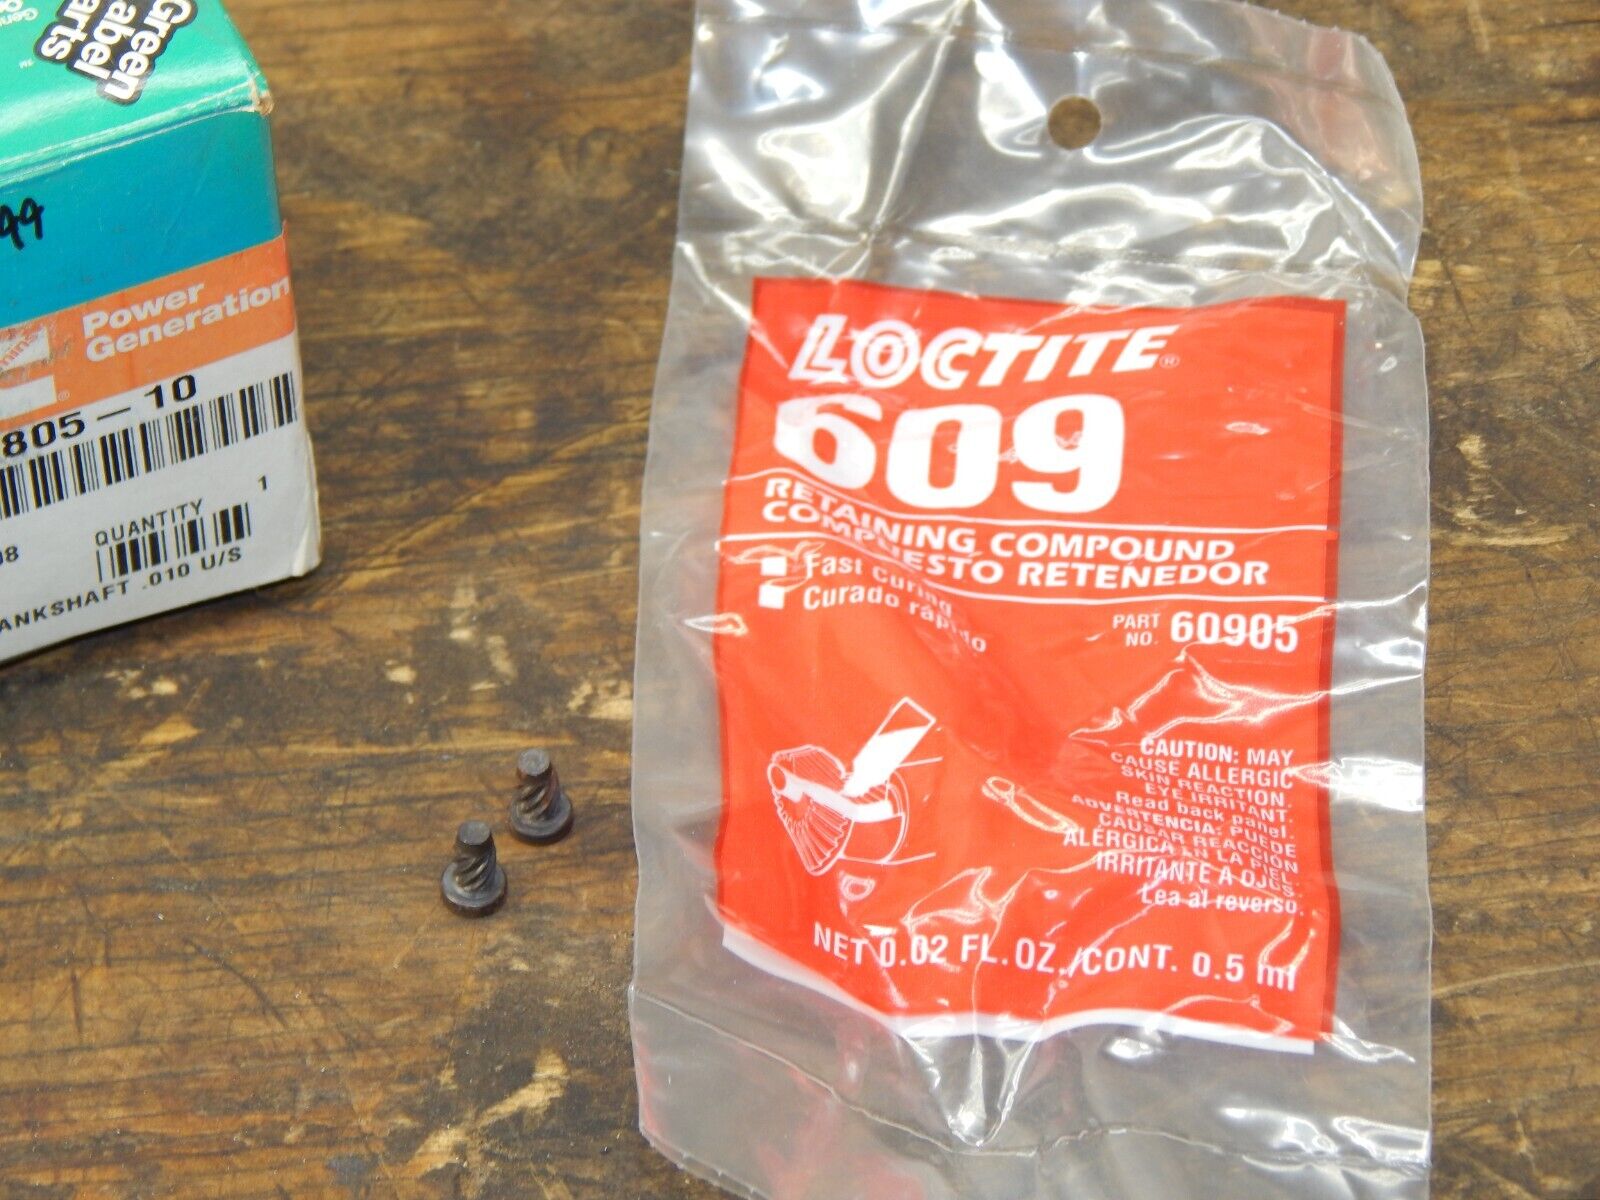 Green
Label
Parts
™
99
Power
Generation
®
805-10
QUANTITY 1
ANKSHAFT .010 U/S
LOCTITE®
609
RETAINING COMPOUND
COMPUESTO RETENEDOR
Fast curing
Curado rápido
PART
NO. 60905
CAUTION: MAY
CAUSE ALLERGIC
SKIN REACTION.
EYE IRRITANT.
Read back panel.
ADVERTENCIA: PUEDE
CAUSAR REACCIÓN
ALERGICA EN LA PIEL.
IRRITANTE A OJOS.
Lea al reverso.
NET 0.02 FL. OZ./CONT. 0.5 ml